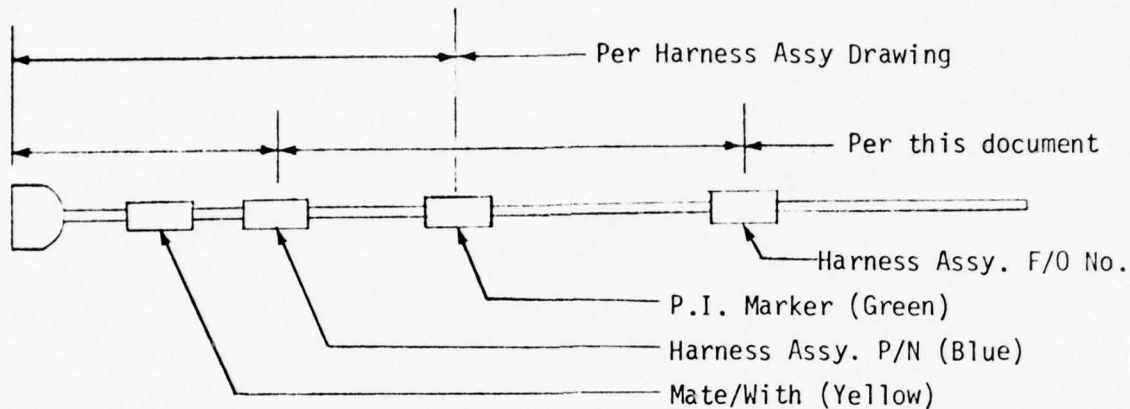 Per Harness Assy Drawing
Per this document
Harness Assy. F/O No.
P.I. Marker (Green)
Harness Assy. P/N (Blue)
Mate/With (Yellow)